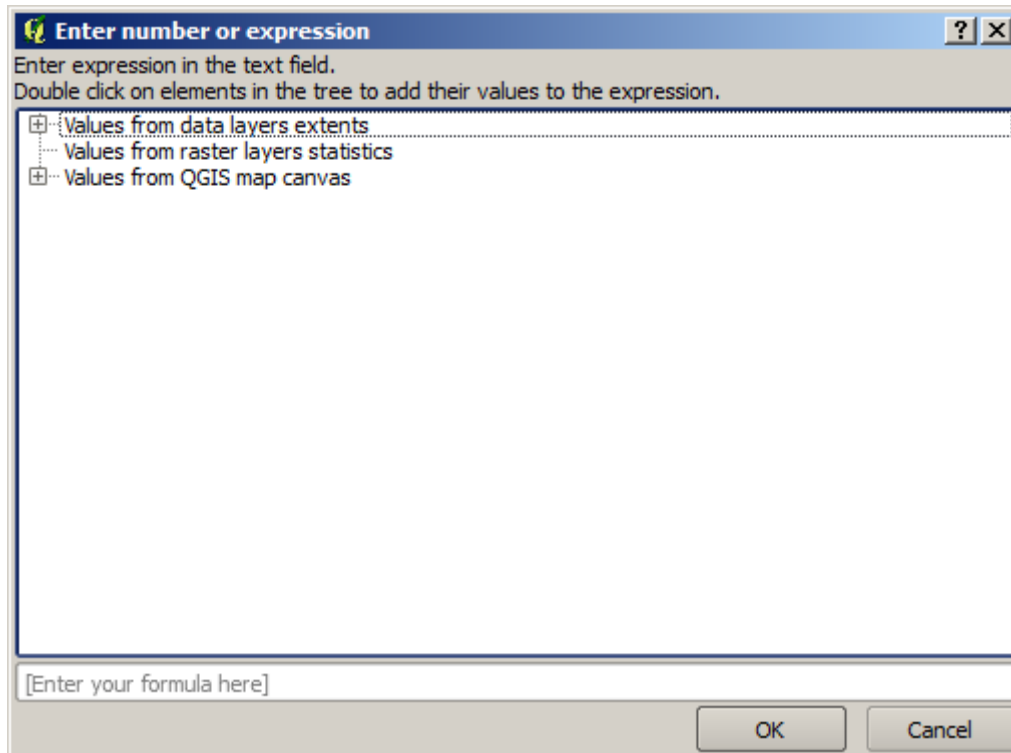 Enter number or expression
Enter expression in the text field.
Double click on elements in the tree to add their values to the expression.
Values from data layers extents
Values from raster layers statistics
Values from QGIS map canvas
[Enter your formula here]
OK Cancel